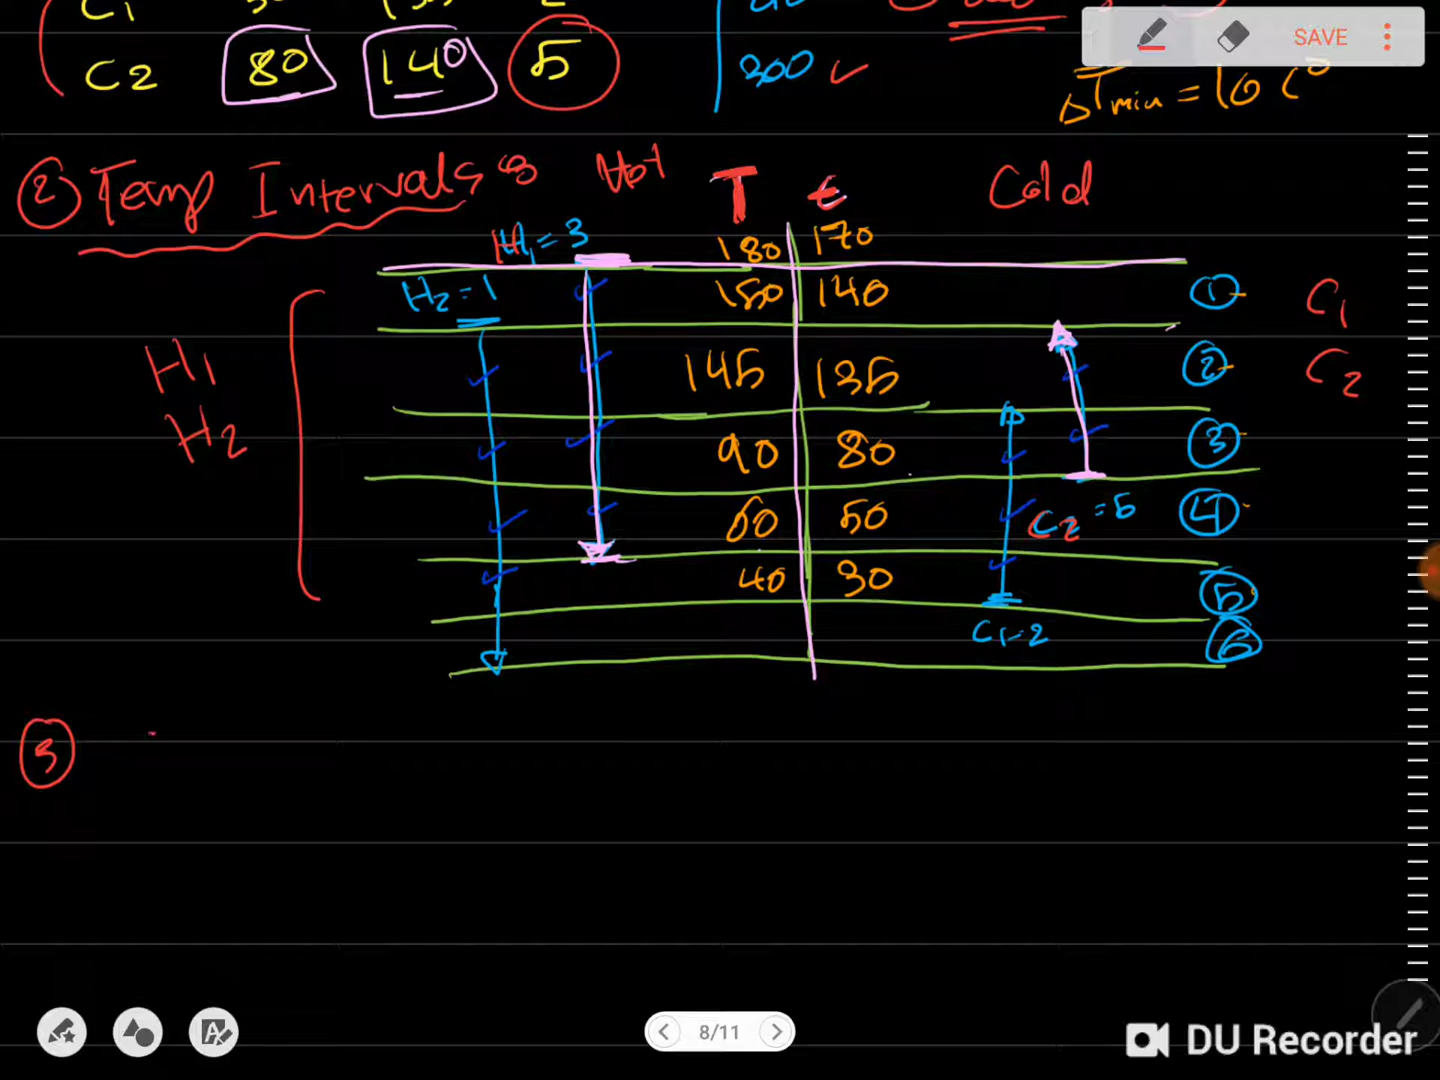 C1
C2 80 140 5 300
SAVE
ΔTmin = 10 C°
② Temp Intervals Hot T t Cold
H1 = 3 180 170
H2 = 1 150 140 ① C1
H1 145 135 ② C2
H2 90 80 ③
60 50 C2 = 5 ④
40 30 ⑤
C1-2 ⑥
3
8/11
DU Recorder